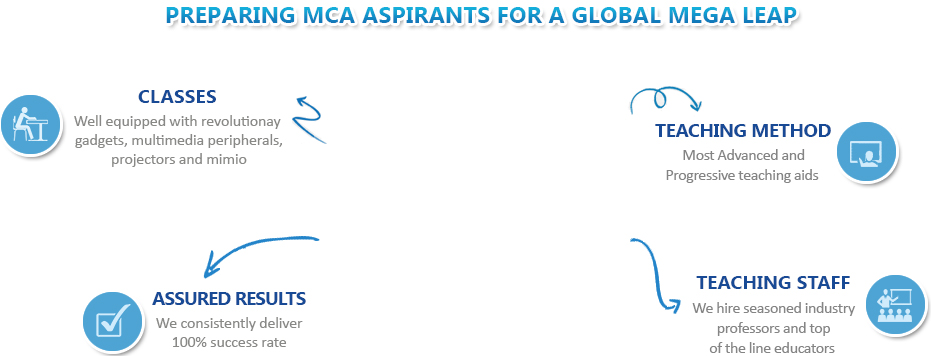 PREPARING MCA ASPIRANTS FOR A GLOBAL MEGA LEAP
CLASSES
Well equipped with revolutionay
gadgets, multimedia peripherals,
projectors and mimio
TEACHING METHOD
Most Advanced and
Progressive teaching aids
ASSURED RESULTS
We consistently deliver
100% success rate
TEACHING STAFF
We hire seasoned industry
professors and top
of the line educators